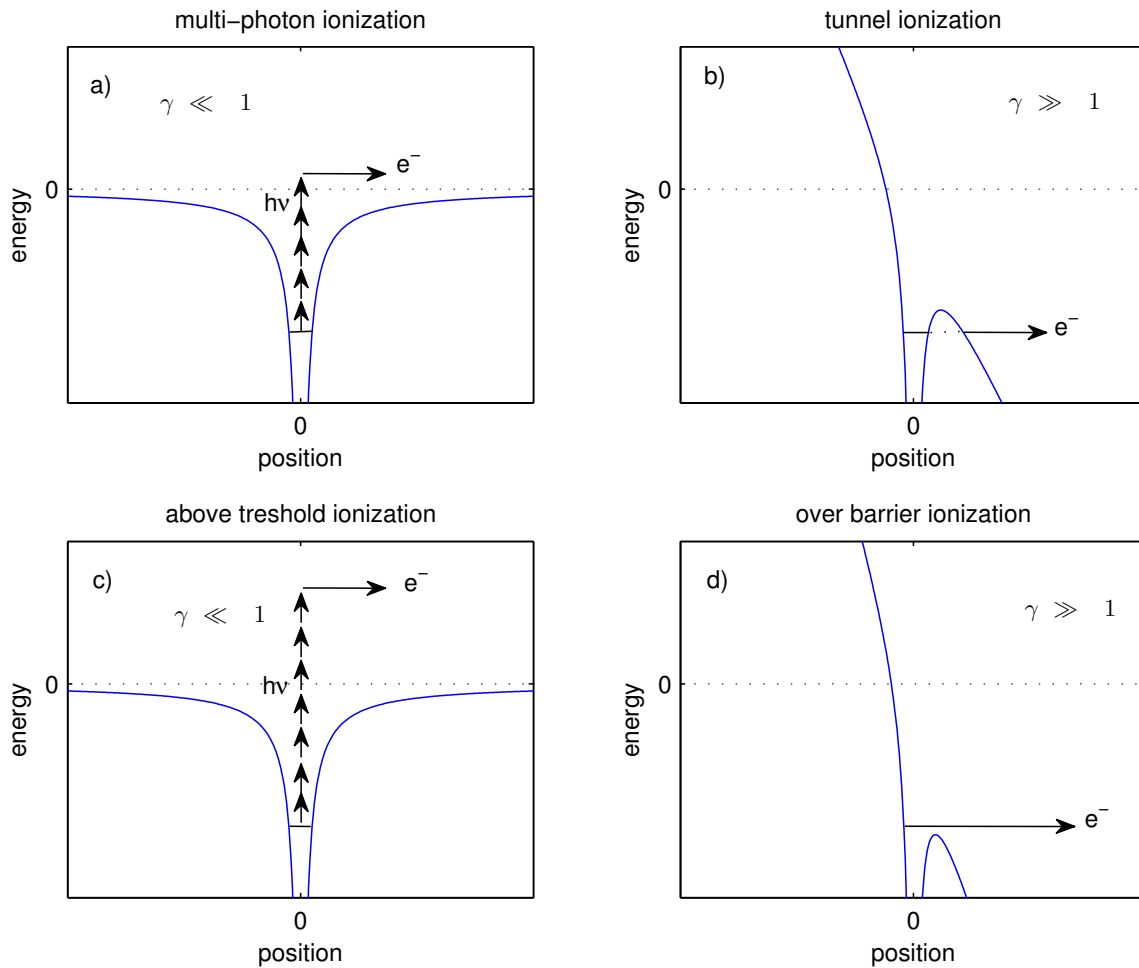 multi−photon ionization
a)
γ ≪ 1
e−
0
hν
energy
0
position
tunnel ionization
b)
γ ≫ 1
0
energy
e−
0
position
above treshold ionization
c)
e−
γ ≪ 1
0
hν
energy
0
position
over barrier ionization
d)
γ ≫ 1
0
energy
e−
0
position